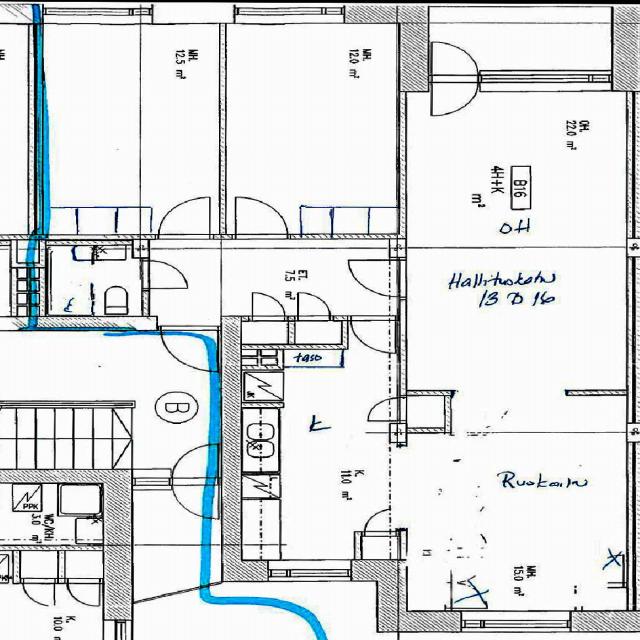 MH.
12.5 m²
MH.
12.0 m²
OH.
22.0 m²
B16
4H+K
m²
OH
Hallituskatu
13 D 16
ET.
7.5 m²
taso
K
K.
11.0 m²
B
Ruokailu
MH.
15.0 m²
PPK
WC/KH
3.0 m²
K.
10.0 m²